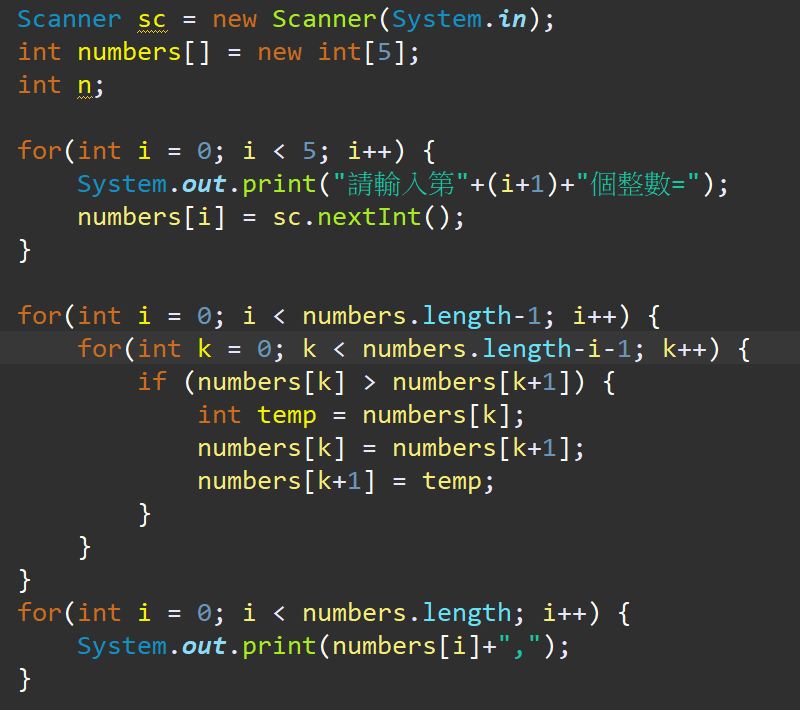 Scanner sc = new Scanner(System.in);
int numbers[] = new int[5];
int n;
for(int i = 0; i < 5; i++) {
System.out.print("請輸入第"+(i+1)+"個整數=");
numbers[i] = sc.nextInt();
}
for(int i = 0; i < numbers.length-1; i++) {
for(int k = 0; k < numbers.length-i-1; k++) {
if (numbers[k] > numbers[k+1]) {
int temp = numbers[k];
numbers[k] = numbers[k+1];
numbers[k+1] = temp;
}
}
}
for(int i = 0; i < numbers.length; i++) {
System.out.print(numbers[i]+",");
}